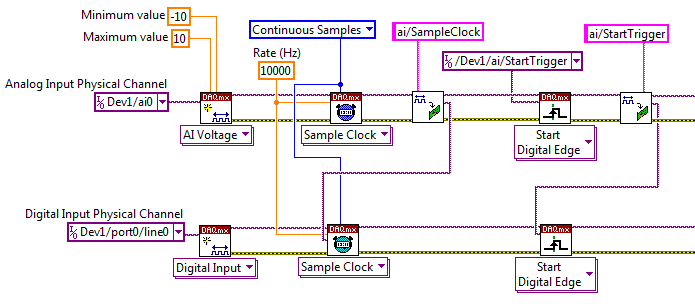 Minimum value -10
Maximum value 10
Continuous Samples
ai/SampleClock
ai/StartTrigger
Rate (Hz)
10000
/Dev1/ai/StartTrigger
Analog Input Physical Channel
Dev1/ai0
DAQmx
DAQmx
DAQmx
AI Voltage
Sample Clock
Start
Digital Edge
Digital Input Physical Channel
Dev1/port0/line0
DAQmx
DAQmx
DAQmx
Digital Input
Sample Clock
Start
Digital Edge